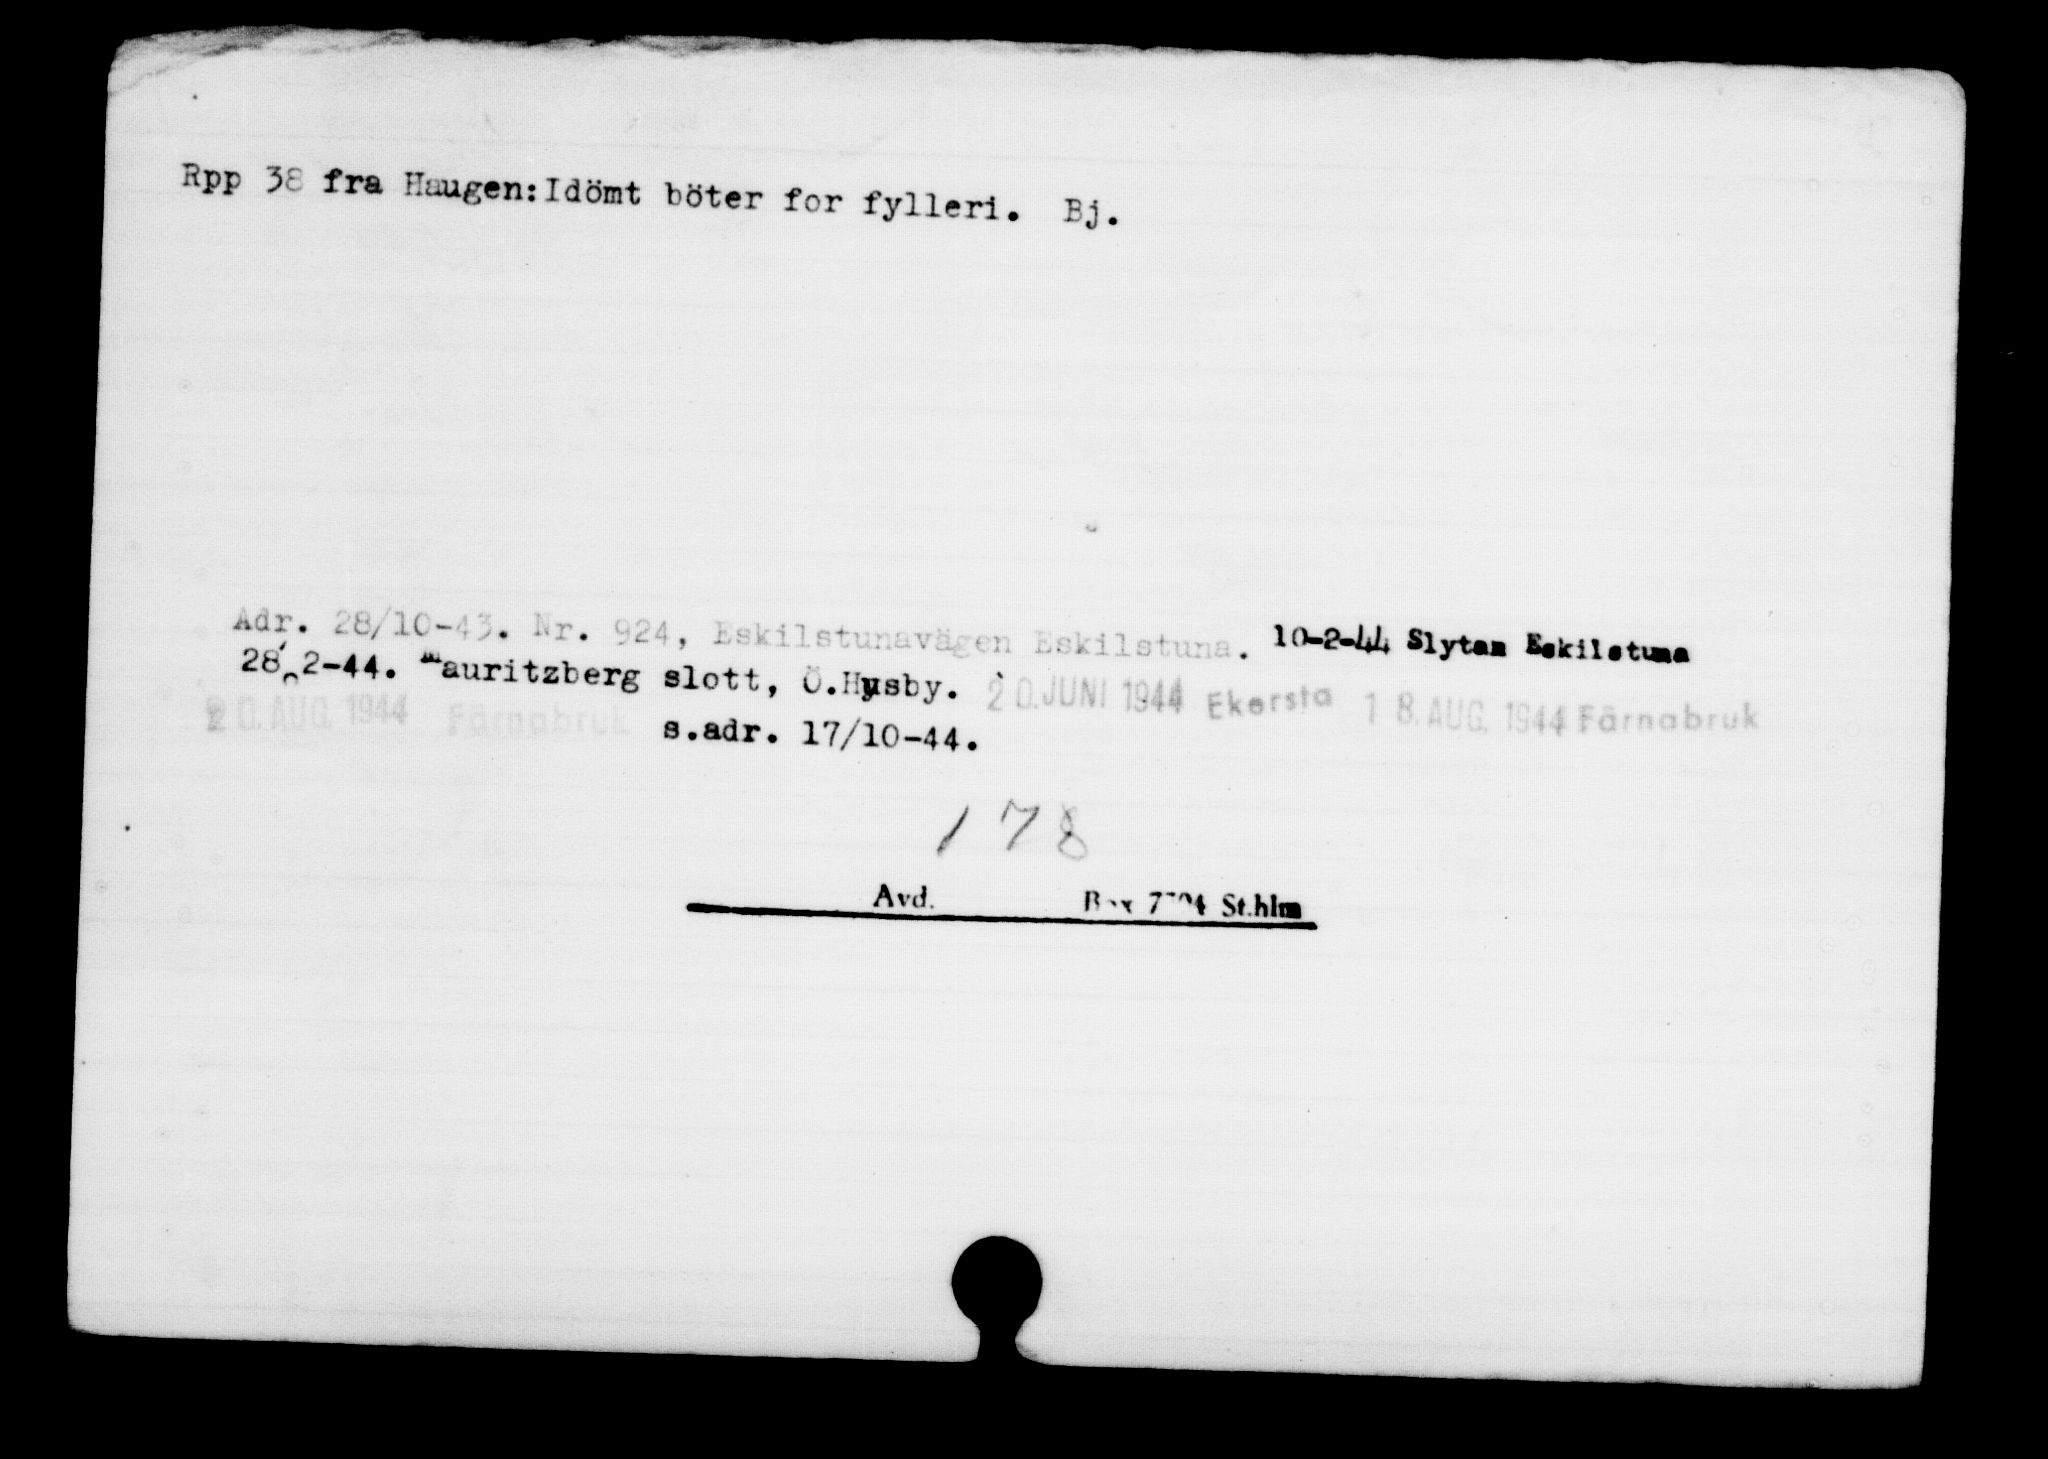 Rpp 38 fra Haugen:Idömt böter for fylleri. Bj.
Adr. 28/10-43. Nr. 924, Eskilstunavägen Eskilstuna. 10-2-44 Slytan Eskilstuna
28 2-44. Mauritzberg slott, Ö.Husby. 20.JUNI 1944 Ekersta 18.AUG.1944 Färnabruk
20.AUG.1944 Färnabruk s.adr. 17/10-44.
178
Avd. Box St.hlm